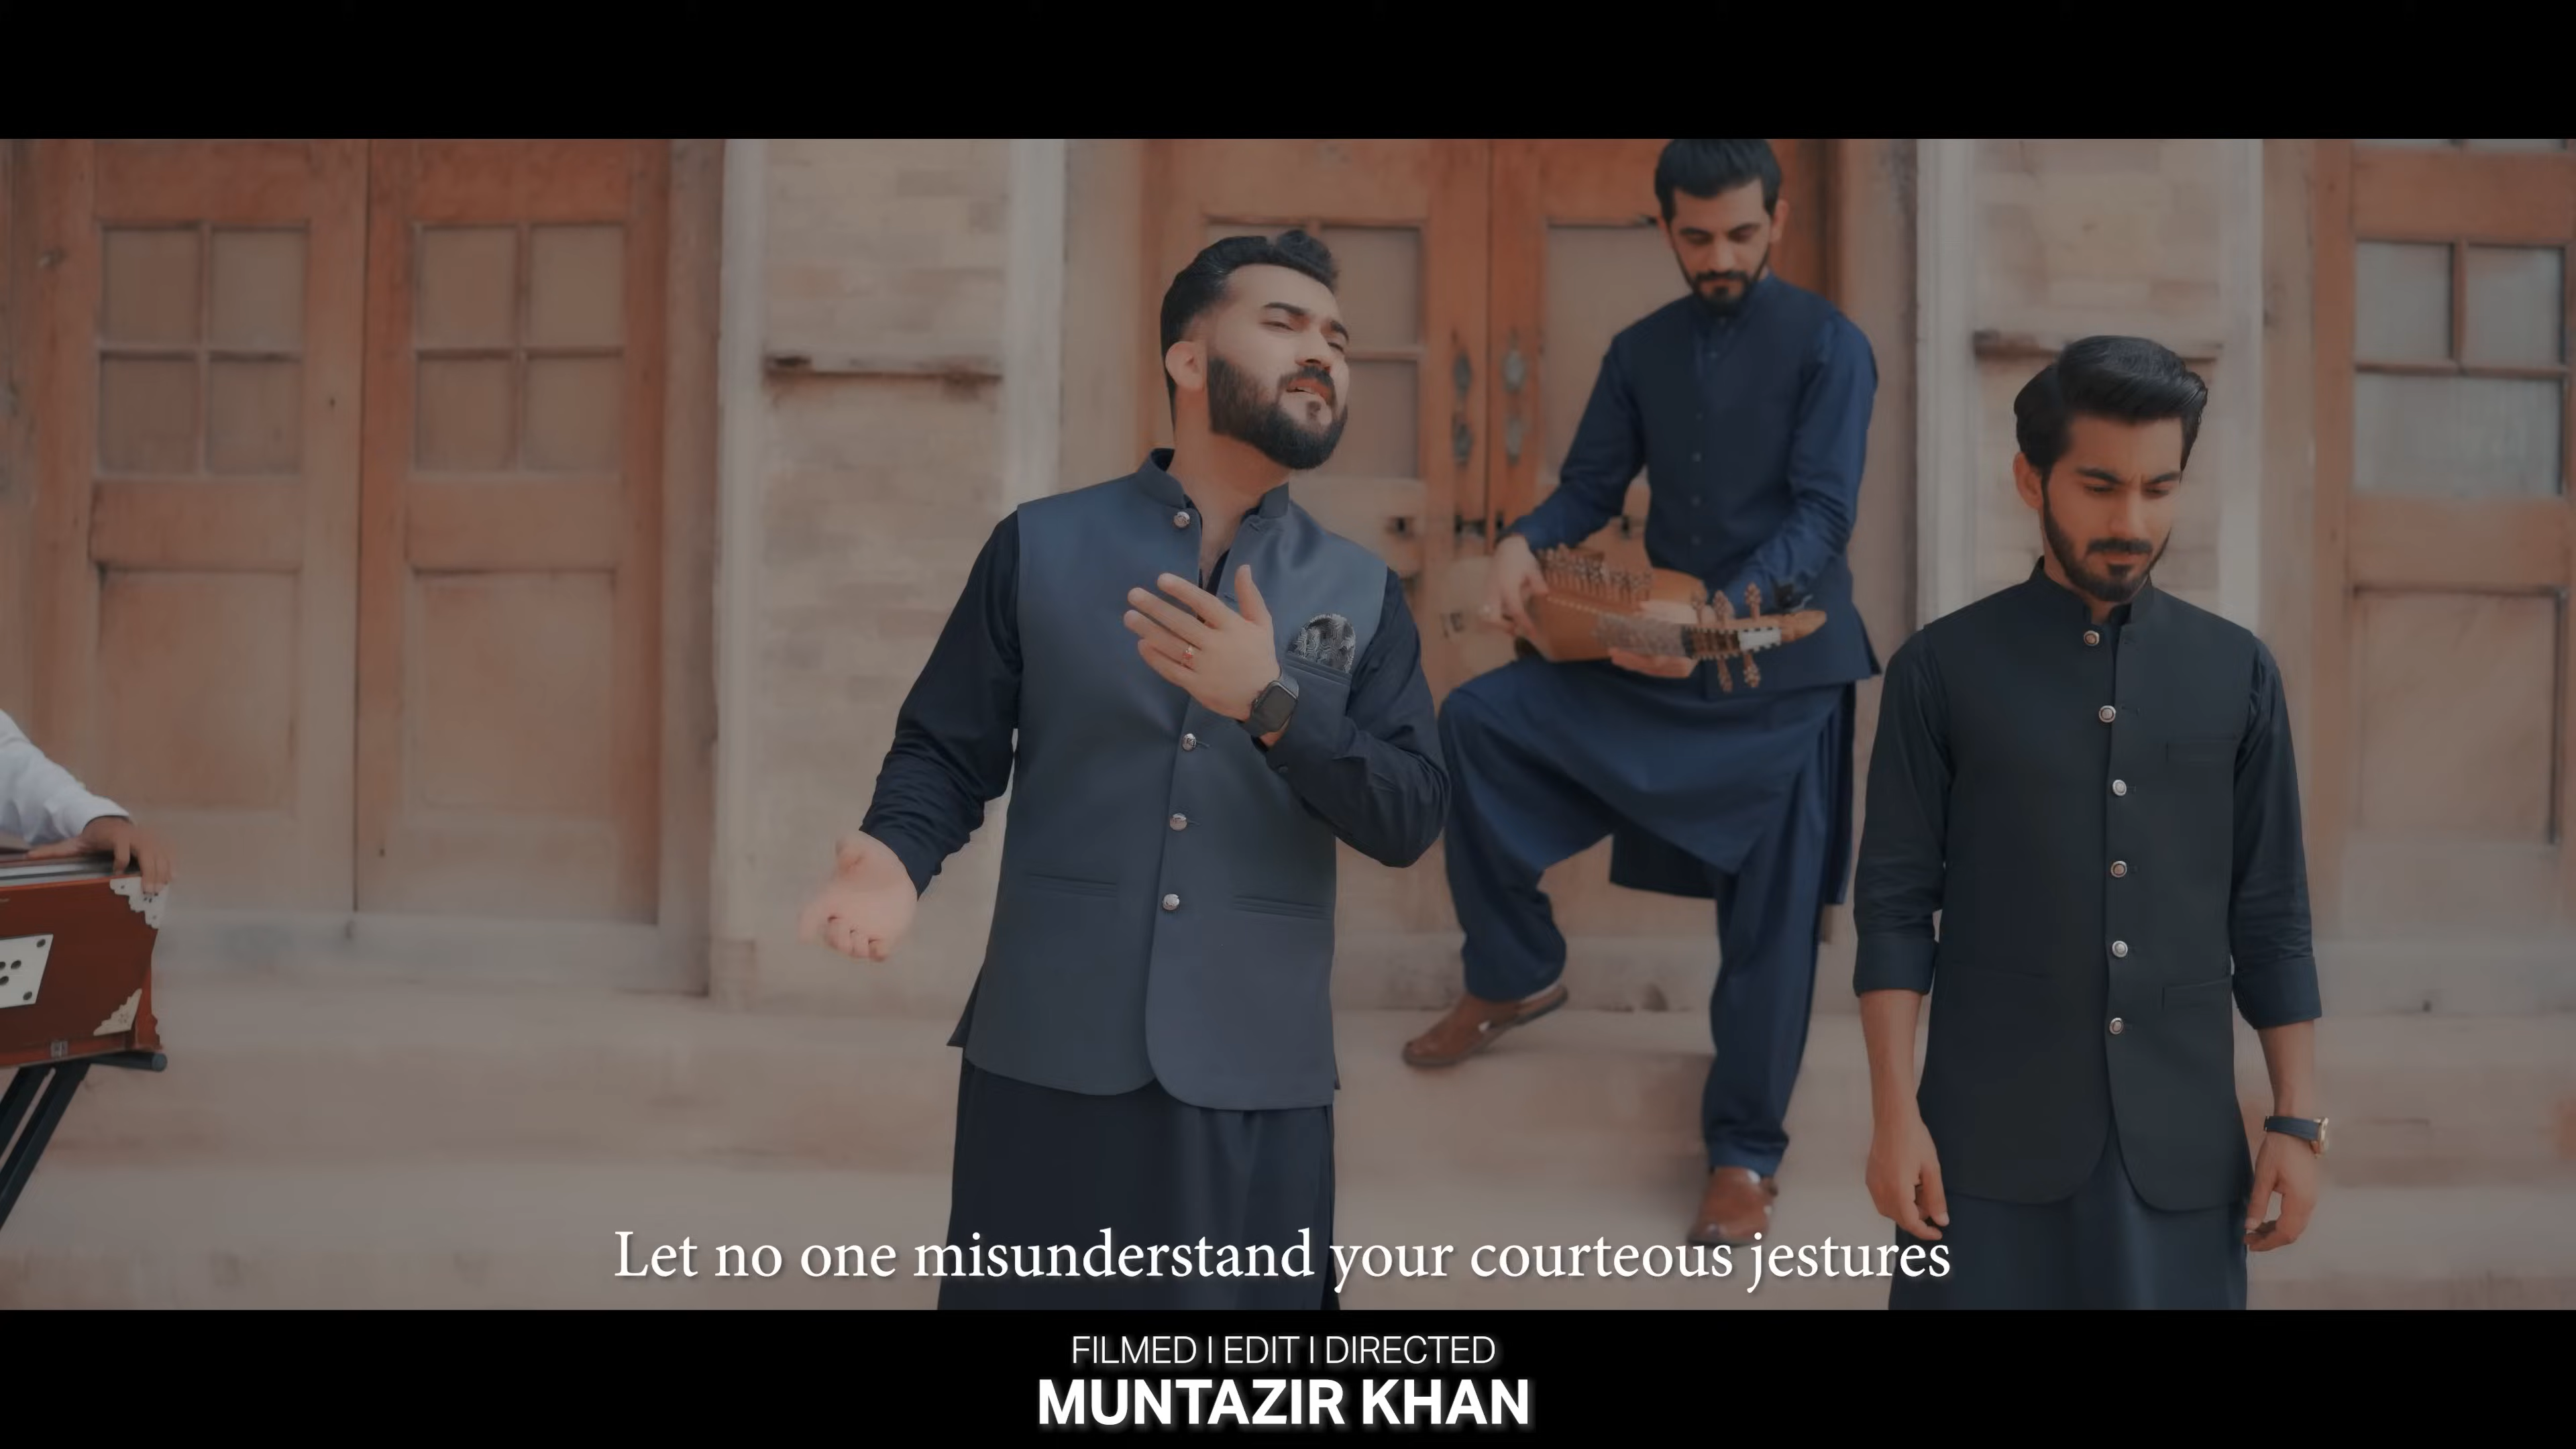 Let no one misunderstand your courteous jestures
FILMED | EDIT | DIRECTED
MUNTAZIR KHAN